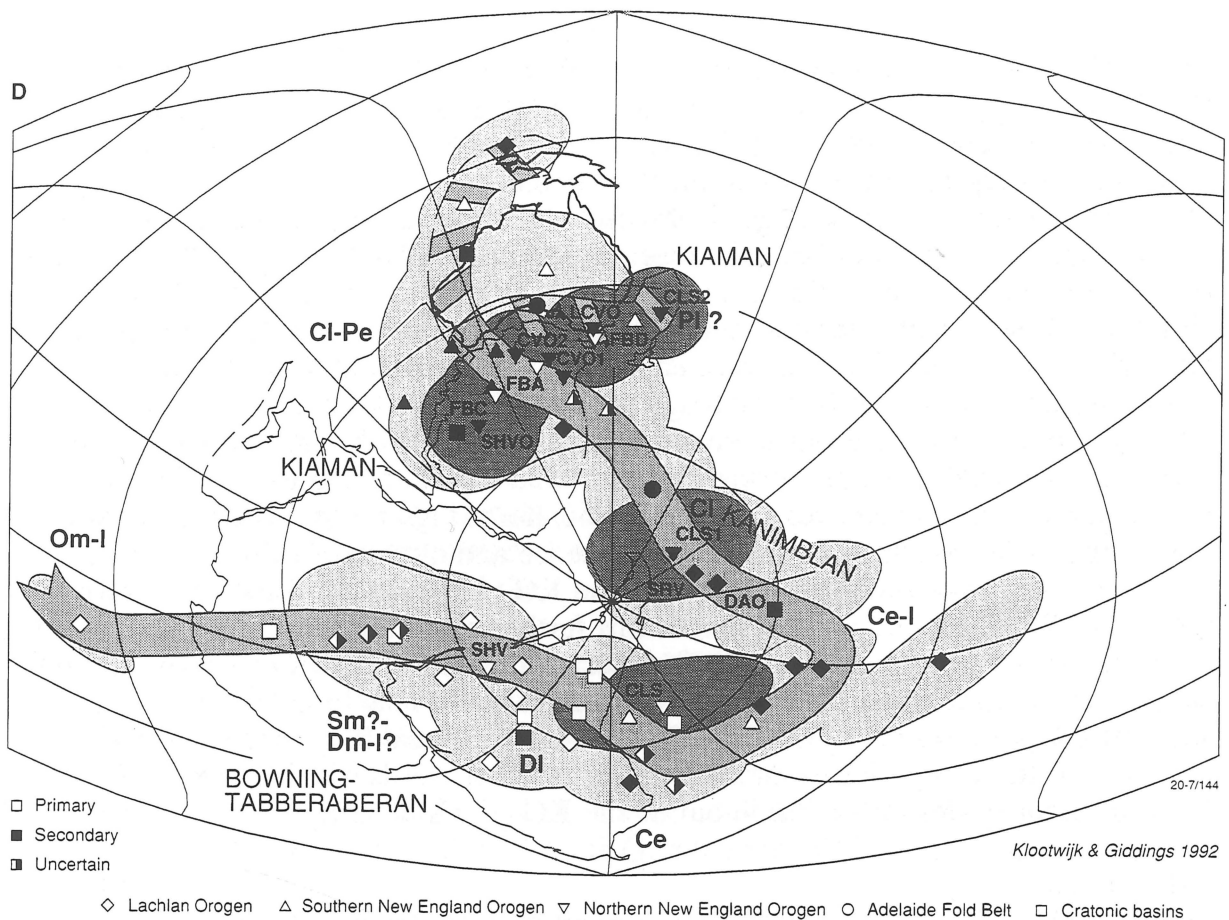 D
KIAMAN
CLS2
LCVO
Pl ?
Cl-Pe
CVO2
FBD
CVO1
FBA
FBC
SHVO
KIAMAN
Cl KANIMBLAN
CLS1
Om-l
SRV
DAO
Ce-l
SHV
CLS
Sm?-
Dm-l?
Dl
BOWNING-
TABBERABERAN
20-7/144
□ Primary
■ Secondary
◨ Uncertain
Ce
Klootwijk & Giddings 1992
◇ Lachlan Orogen △ Southern New England Orogen ▽ Northern New England Orogen ○ Adelaide Fold Belt □ Cratonic basins